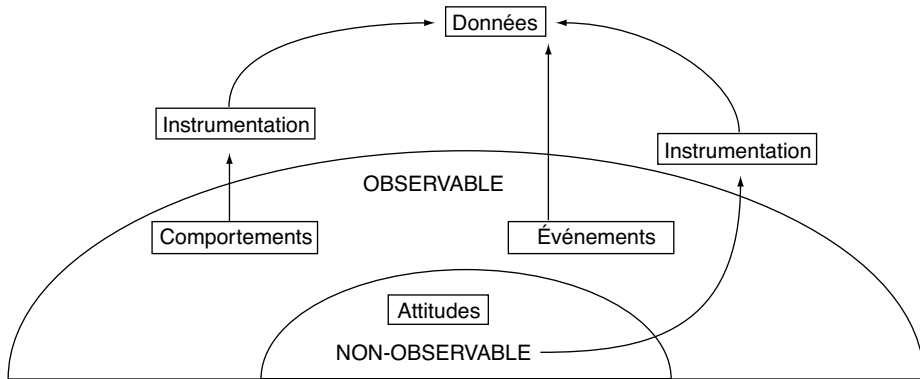 Données
Instrumentation
Instrumentation
OBSERVABLE
Comportements
Événements
Attitudes
NON-OBSERVABLE